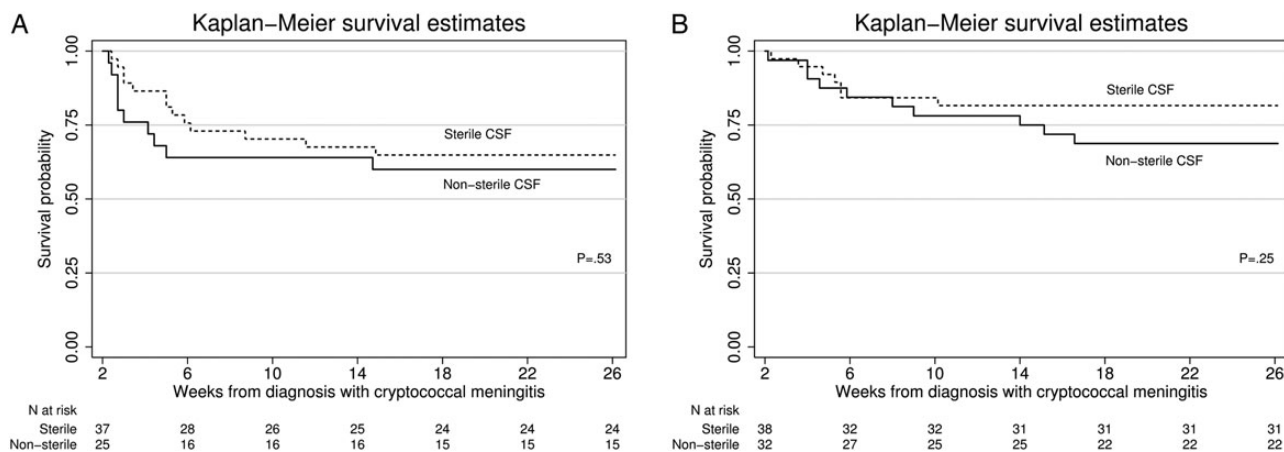 A
Kaplan−Meier survival estimates
Survival probability
1.00
0.75
0.50
0.25
0.00
Sterile CSF
Non−sterile CSF
P=.53
2 6 10 14 18 22 26
Weeks from diagnosis with cryptococcal meningitis
N at risk
Sterile 37 28 26 25 24 24 24
Non−sterile 25 16 16 16 15 15 15
B
Kaplan−Meier survival estimates
Survival probability
1.00
0.75
0.50
0.25
0.00
Sterile CSF
Non−sterile CSF
P=.25
2 6 10 14 18 22 26
Weeks from diagnosis with cryptococcal meningitis
N at risk
Sterile 38 32 32 31 31 31 31
Non−sterile 32 27 25 25 22 22 22